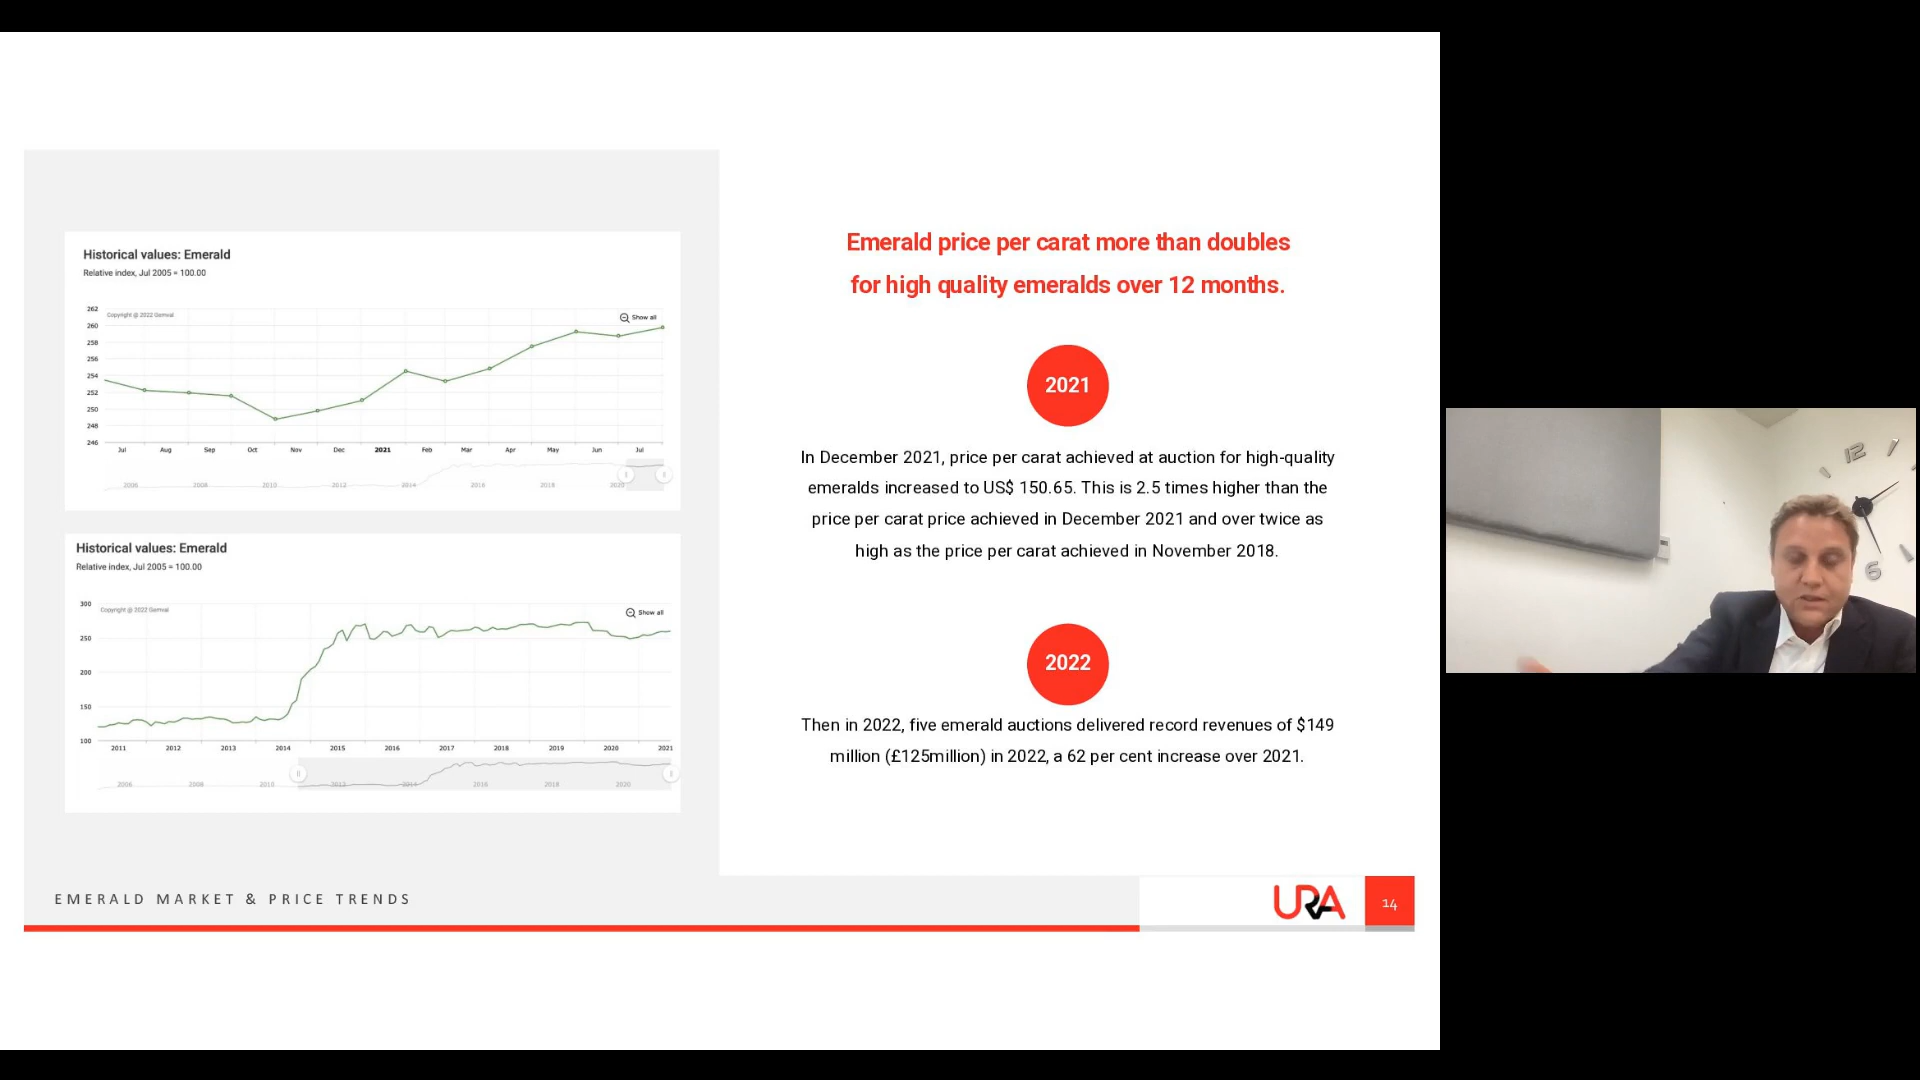 Historical values: Emerald
Relative index, Jul 2005 = 100.00
Copyright @ 2022 Gemval
Show all
262
260
258
256
254
252
250
248
246
Jul Aug Sep Oct Nov Dec 2021 Feb Mar Apr May Jun Jul
2006 2008 2010 2012 2014 2016 2018 2020
Historical values: Emerald
Relative index, Jul 2005 = 100.00
Copyright @ 2022 Gemval
Show all
300
250
200
150
100
2011 2012 2013 2014 2015 2016 2017 2018 2019 2020 2021
2006 2008 2010 2012 2014 2016 2018 2020
Emerald price per carat more than doubles
for high quality emeralds over 12 months.
2021
In December 2021, price per carat achieved at auction for high-quality
emeralds increased to US$ 150.65. This is 2.5 times higher than the
price per carat price achieved in December 2021 and over twice as
high as the price per carat achieved in November 2018.
2022
Then in 2022, five emerald auctions delivered record revenues of $149
million (£125million) in 2022, a 62 per cent increase over 2021.
EMERALD MARKET & PRICE TRENDS
URA
14
12
6